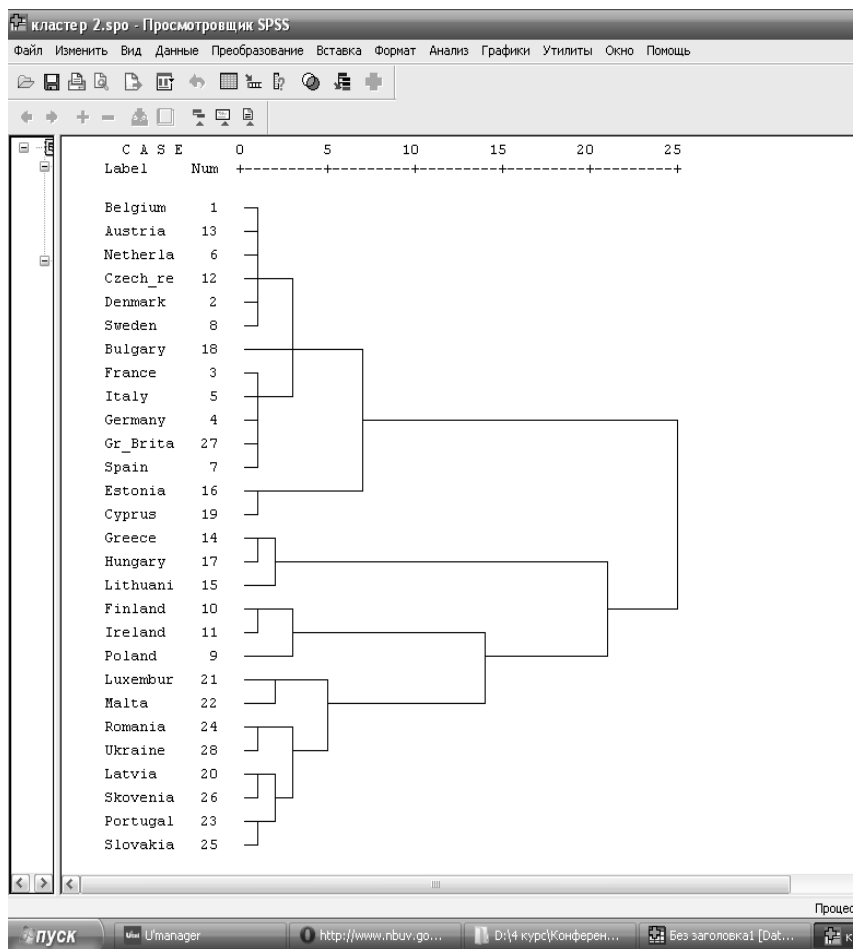 кластер 2.spo - Просмотровщик SPSS
Файл Изменить Вид Данные Преобразование Вставка Формат Анализ Графики Утилиты Окно Помощь
C A S E 0 5 10 15 20 25
Label Num +---------+---------+---------+---------+---------+
Belgium 1
Austria 13
Netherla 6
Czech_re 12
Denmark 2
Sweden 8
Bulgary 18
France 3
Italy 5
Germany 4
Gr_Brita 27
Spain 7
Estonia 16
Cyprus 19
Greece 14
Hungary 17
Lithuani 15
Finland 10
Ireland 11
Poland 9
Luxembur 21
Malta 22
Romania 24
Ukraine 28
Latvia 20
Skovenia 26
Portugal 23
Slovakia 25
Процес
пуск U'manager http://www.nbuv.go... D:\4 курс\Конферен... Без заголовка1 [Dat... к